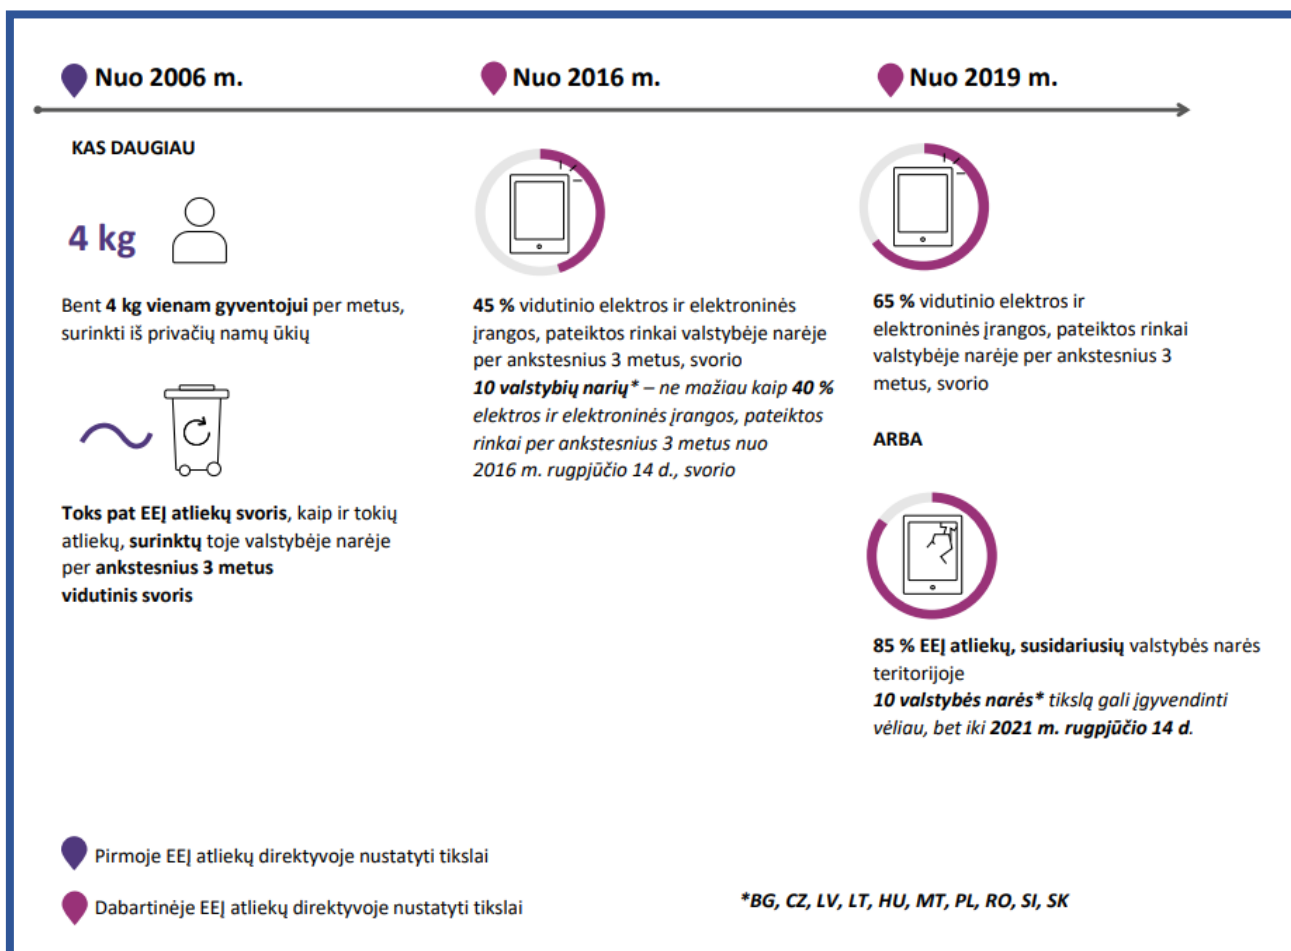 Nuo 2006 m.
KAS DAUGIAU
4 kg
Bent 4 kg vienam gyventojui per metus,
surinkti iš privačių namų ūkių
Toks pat EEĮ atliekų svoris, kaip ir tokių
atliekų, surinktų toje valstybėje narėje
per ankstesnius 3 metus
vidutinis svoris
Nuo 2016 m.
45 % vidutinio elektros ir elektroninės
įrangos, pateiktos rinkai valstybėje narėje
per ankstesnius 3 metus, svorio
10 valstybių narių* – ne mažiau kaip 40 %
elektros ir elektroninės įrangos, pateiktos
rinkai per ankstesnius 3 metus nuo
2016 m. rugpjūčio 14 d., svorio
Nuo 2019 m.
65 % vidutinio elektros ir
elektroninės įrangos, pateiktos rinkai
valstybėje narėje per ankstesnius 3
metus, svorio
ARBA
85 % EEĮ atliekų, susidariusių valstybės narės
teritorijoje
10 valstybės narės* tikslą gali įgyvendinti
vėliau, bet iki 2021 m. rugpjūčio 14 d.
Pirmoje EEĮ atliekų direktyvoje nustatyti tikslai
Dabartinėje EEĮ atliekų direktyvoje nustatyti tikslai
*BG, CZ, LV, LT, HU, MT, PL, RO, SI, SK